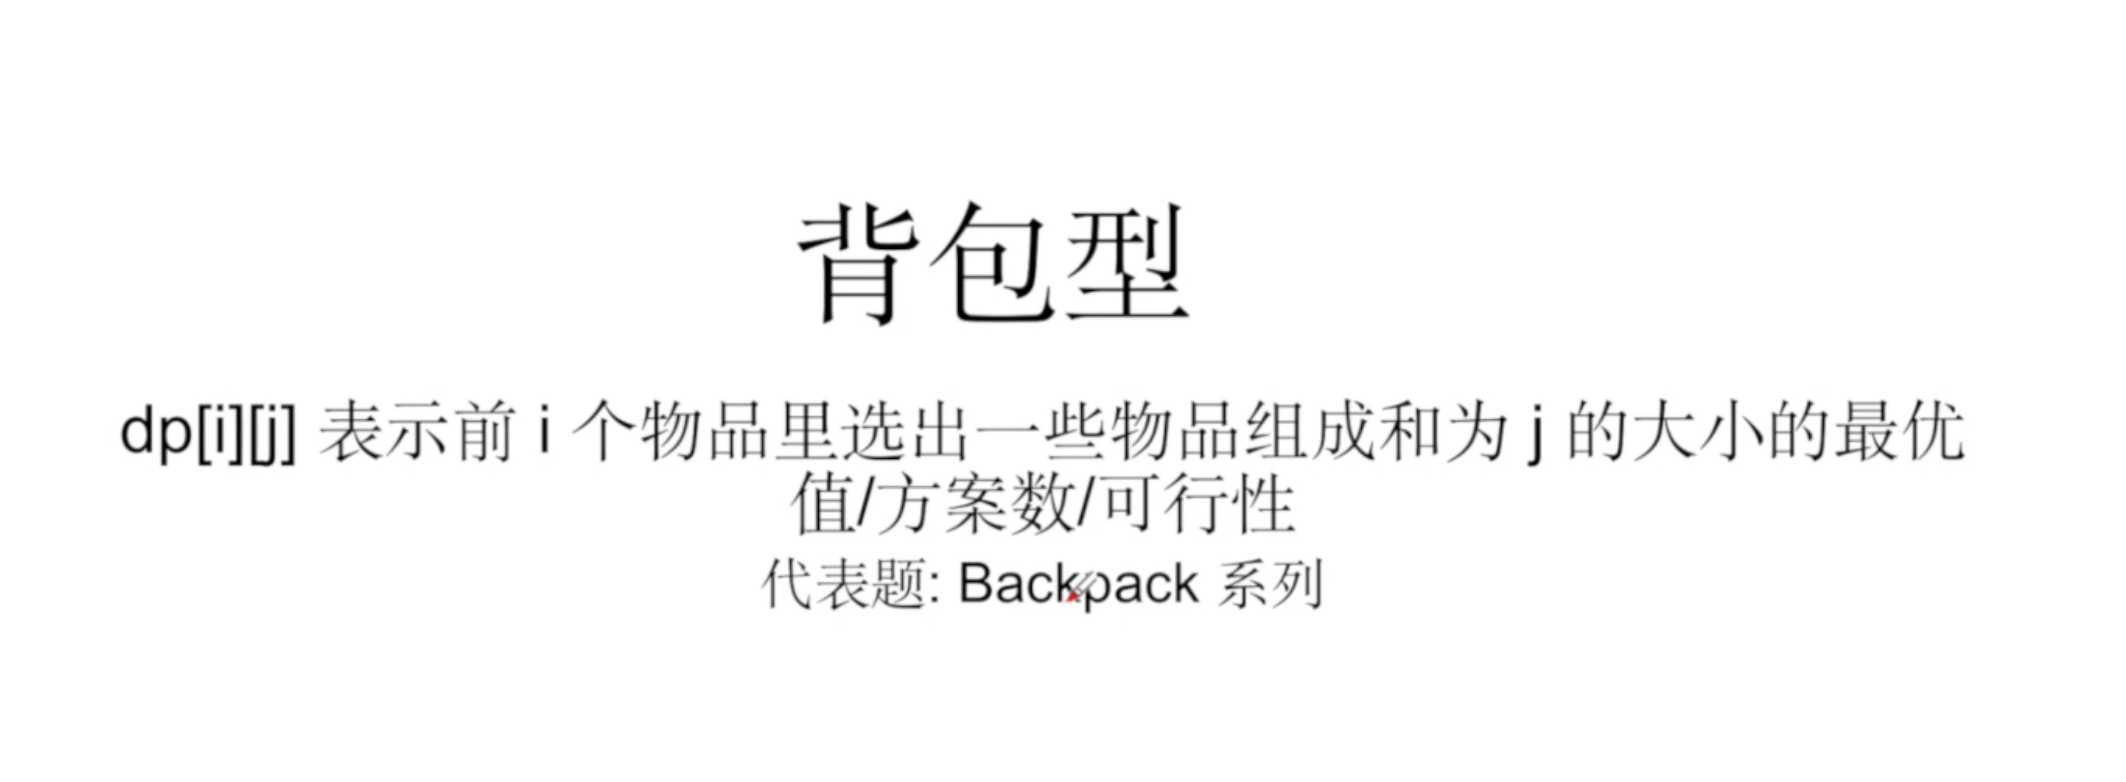 背包型
dp[i][j] 表示前 i 个物品里选出一些物品组成和为 j 的大小的最优
值/方案数/可行性
代表题: Backpack 系列